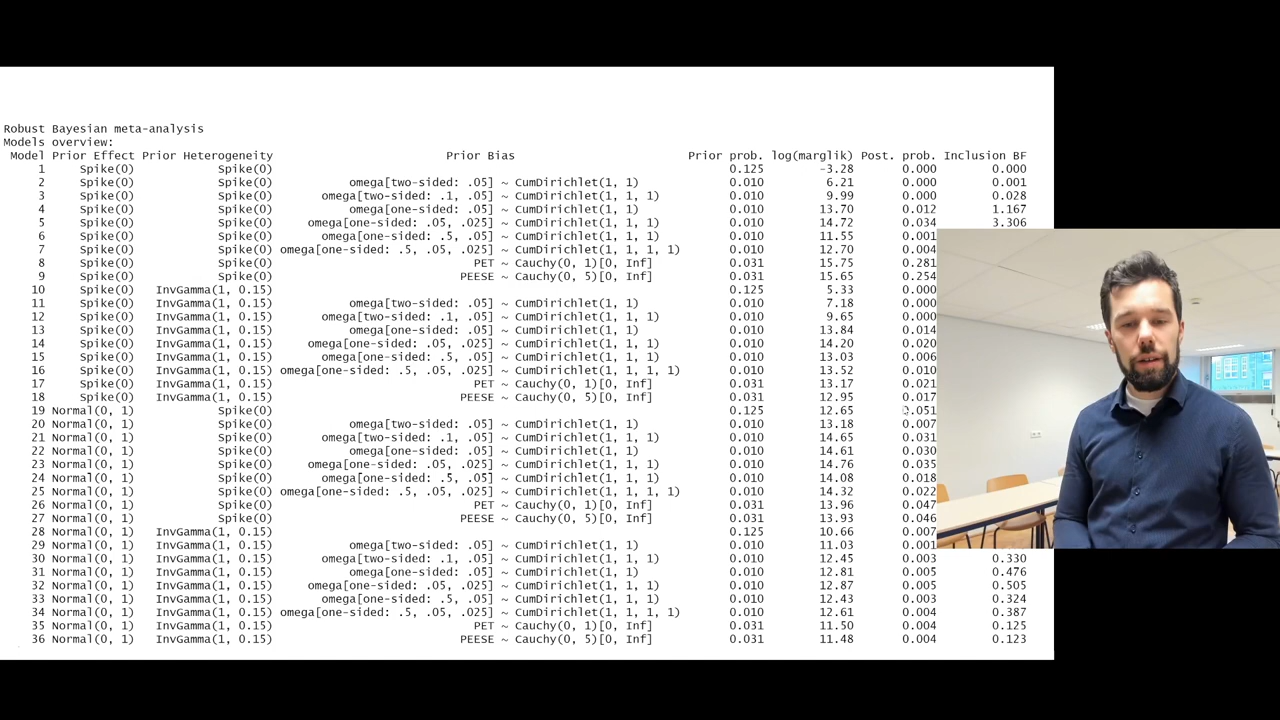 Robust Bayesian meta-analysis
Models overview:
Model Prior Effect Prior Heterogeneity Prior Bias Prior prob. log(marglik) Post. prob. Inclusion BF
1 Spike(0) Spike(0) 0.125 -3.28 0.000 0.000
2 Spike(0) Spike(0) omega[two-sided: .05] ~ CumDirichlet(1, 1) 0.010 6.21 0.000 0.001
3 Spike(0) Spike(0) omega[two-sided: .1, .05] ~ CumDirichlet(1, 1, 1) 0.010 9.99 0.000 0.028
4 Spike(0) Spike(0) omega[one-sided: .05] ~ CumDirichlet(1, 1) 0.010 13.70 0.012 1.167
5 Spike(0) Spike(0) omega[one-sided: .05, .025] ~ CumDirichlet(1, 1, 1) 0.010 14.72 0.034 3.306
6 Spike(0) Spike(0) omega[one-sided: .5, .05] ~ CumDirichlet(1, 1, 1) 0.010 11.55 0.001
7 Spike(0) Spike(0) omega[one-sided: .5, .05, .025] ~ CumDirichlet(1, 1, 1, 1) 0.010 12.70 0.004
8 Spike(0) Spike(0) PET ~ Cauchy(0, 1)[0, Inf] 0.031 15.75 0.281
9 Spike(0) Spike(0) PEESE ~ Cauchy(0, 5)[0, Inf] 0.031 15.65 0.254
10 Spike(0) InvGamma(1, 0.15) 0.125 5.33 0.000
11 Spike(0) InvGamma(1, 0.15) omega[two-sided: .05] ~ CumDirichlet(1, 1) 0.010 7.18 0.000
12 Spike(0) InvGamma(1, 0.15) omega[two-sided: .1, .05] ~ CumDirichlet(1, 1, 1) 0.010 9.65 0.000
13 Spike(0) InvGamma(1, 0.15) omega[one-sided: .05] ~ CumDirichlet(1, 1) 0.010 13.84 0.014
14 Spike(0) InvGamma(1, 0.15) omega[one-sided: .05, .025] ~ CumDirichlet(1, 1, 1) 0.010 14.20 0.020
15 Spike(0) InvGamma(1, 0.15) omega[one-sided: .5, .05] ~ CumDirichlet(1, 1, 1) 0.010 13.03 0.006
16 Spike(0) InvGamma(1, 0.15) omega[one-sided: .5, .05, .025] ~ CumDirichlet(1, 1, 1, 1) 0.010 13.52 0.010
17 Spike(0) InvGamma(1, 0.15) PET ~ Cauchy(0, 1)[0, Inf] 0.031 13.17 0.021
18 Spike(0) InvGamma(1, 0.15) PEESE ~ Cauchy(0, 5)[0, Inf] 0.031 12.95 0.017
19 Normal(0, 1) Spike(0) 0.125 12.65 0.051
20 Normal(0, 1) Spike(0) omega[two-sided: .05] ~ CumDirichlet(1, 1) 0.010 13.18 0.007
21 Normal(0, 1) Spike(0) omega[two-sided: .1, .05] ~ CumDirichlet(1, 1, 1) 0.010 14.65 0.031
22 Normal(0, 1) Spike(0) omega[one-sided: .05] ~ CumDirichlet(1, 1) 0.010 14.61 0.030
23 Normal(0, 1) Spike(0) omega[one-sided: .05, .025] ~ CumDirichlet(1, 1, 1) 0.010 14.76 0.035
24 Normal(0, 1) Spike(0) omega[one-sided: .5, .05] ~ CumDirichlet(1, 1, 1) 0.010 14.08 0.018
25 Normal(0, 1) Spike(0) omega[one-sided: .5, .05, .025] ~ CumDirichlet(1, 1, 1, 1) 0.010 14.32 0.022
26 Normal(0, 1) Spike(0) PET ~ Cauchy(0, 1)[0, Inf] 0.031 13.96 0.047
27 Normal(0, 1) Spike(0) PEESE ~ Cauchy(0, 5)[0, Inf] 0.031 13.93 0.046
28 Normal(0, 1) InvGamma(1, 0.15) 0.125 10.66 0.007
29 Normal(0, 1) InvGamma(1, 0.15) omega[two-sided: .05] ~ CumDirichlet(1, 1) 0.010 11.03 0.001
30 Normal(0, 1) InvGamma(1, 0.15) omega[two-sided: .1, .05] ~ CumDirichlet(1, 1, 1) 0.010 12.45 0.003 0.330
31 Normal(0, 1) InvGamma(1, 0.15) omega[one-sided: .05] ~ CumDirichlet(1, 1) 0.010 12.81 0.005 0.476
32 Normal(0, 1) InvGamma(1, 0.15) omega[one-sided: .05, .025] ~ CumDirichlet(1, 1, 1) 0.010 12.87 0.005 0.505
33 Normal(0, 1) InvGamma(1, 0.15) omega[one-sided: .5, .05] ~ CumDirichlet(1, 1, 1) 0.010 12.43 0.003 0.324
34 Normal(0, 1) InvGamma(1, 0.15) omega[one-sided: .5, .05, .025] ~ CumDirichlet(1, 1, 1, 1) 0.010 12.61 0.004 0.387
35 Normal(0, 1) InvGamma(1, 0.15) PET ~ Cauchy(0, 1)[0, Inf] 0.031 11.50 0.004 0.125
36 Normal(0, 1) InvGamma(1, 0.15) PEESE ~ Cauchy(0, 5)[0, Inf] 0.031 11.48 0.004 0.123